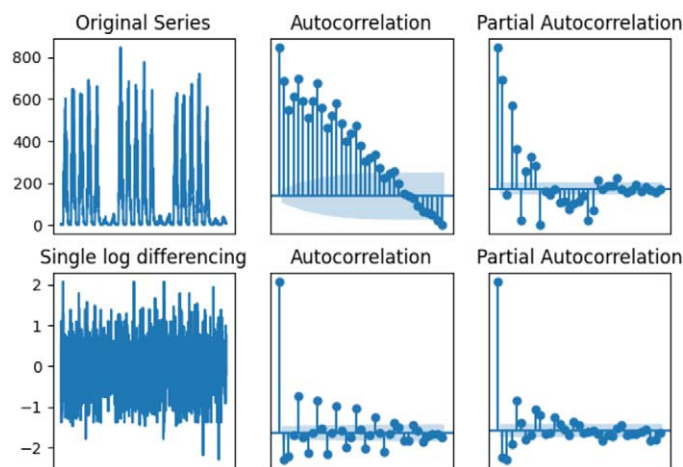 Original Series
Autocorrelation
Partial Autocorrelation
800
600
400
200
0
Single log differencing
Autocorrelation
Partial Autocorrelation
2
1
0
−1
−2